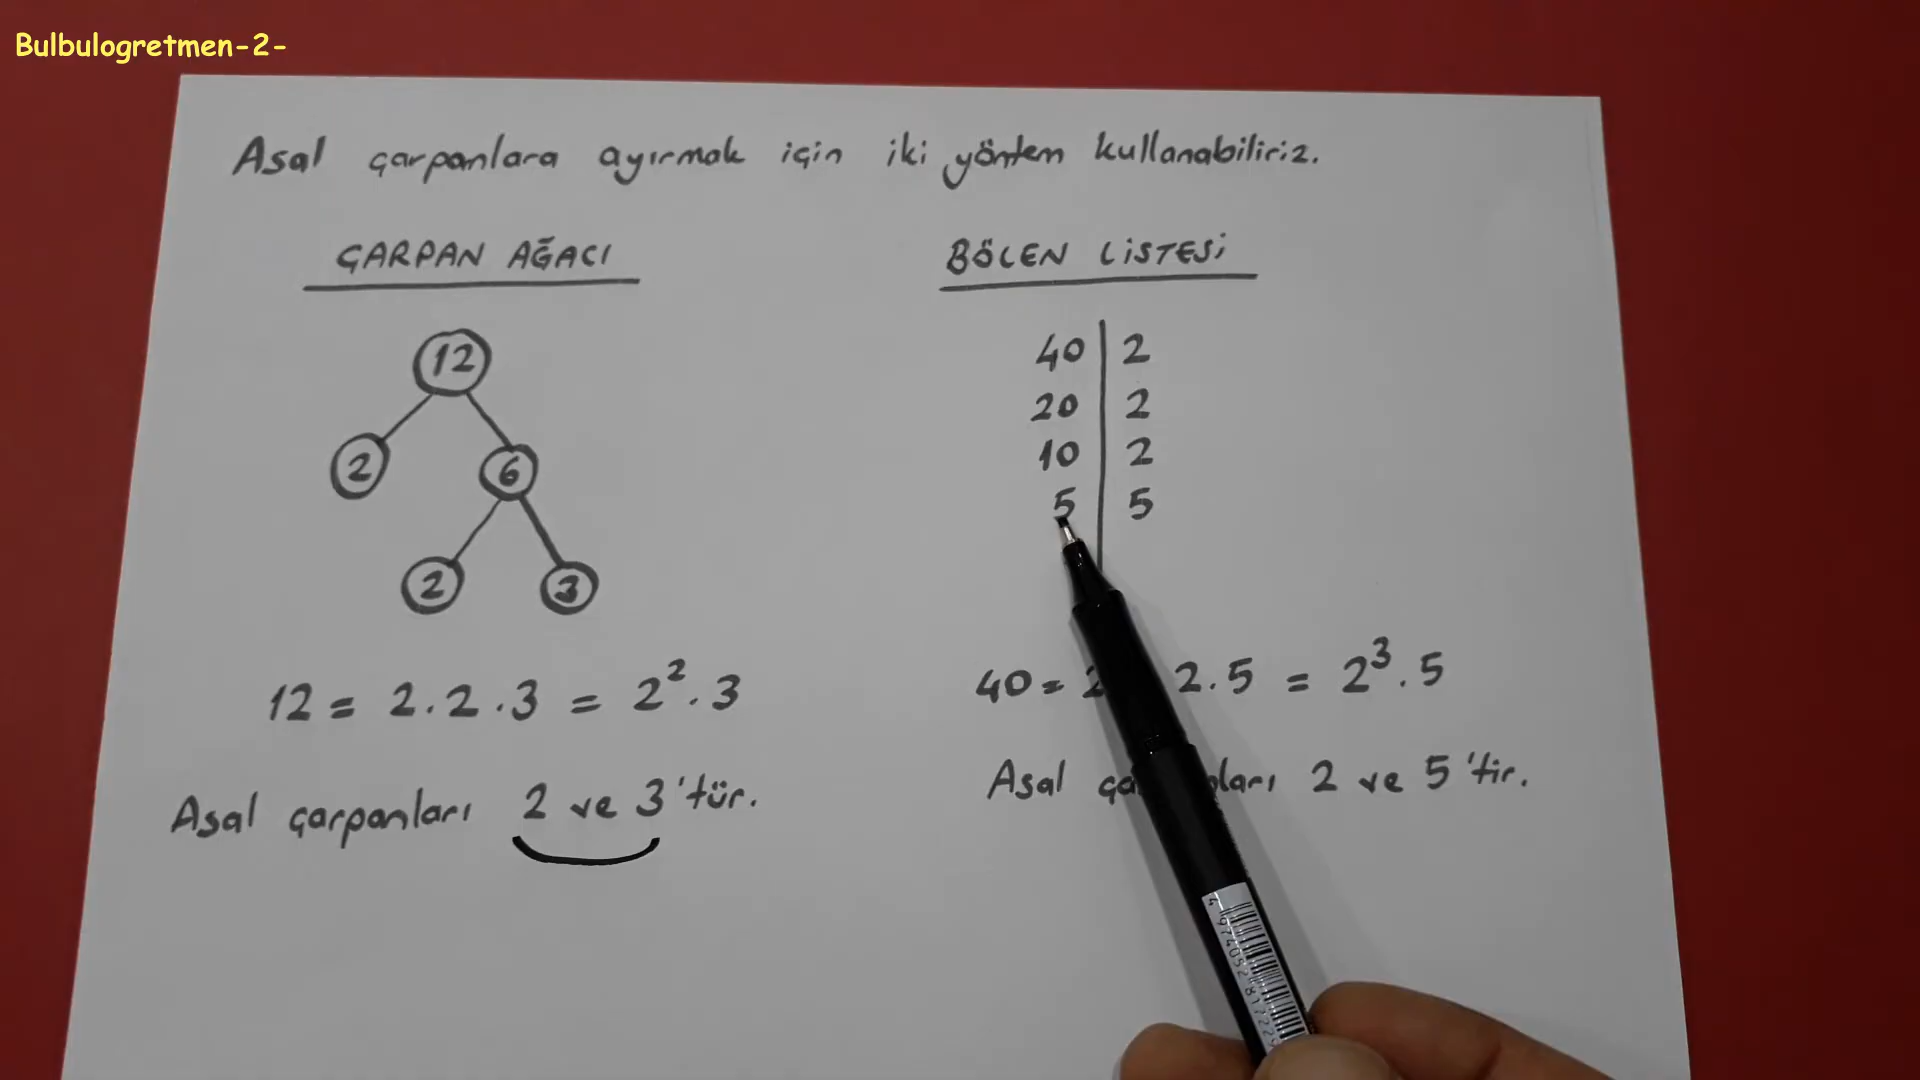 Bulbulogretmen-2-
Asal çarpanlara ayırmak için iki yöntem kullanabiliriz.
ÇARPAN AĞACI
12
2 6
2 3
12 = 2.2.3 = 2².3
Asal çarpanları 2 ve 3'tür.
BÖLEN LİSTESİ
40 | 2
20 | 2
10 | 2
5 | 5
40 = 2 2.5 = 2³.5
Asal 2 ve 5'tir.